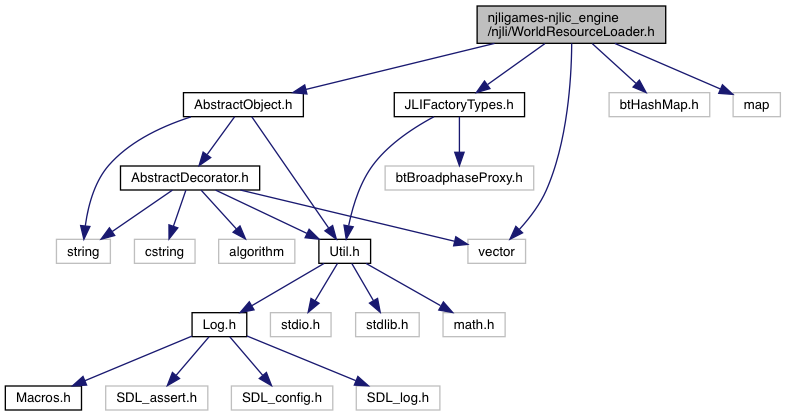 njligames-njlic_engine
/njli/WorldResourceLoader.h
AbstractObject.h
JLIFactoryTypes.h
btHashMap.h
map
AbstractDecorator.h
btBroadphaseProxy.h
string
cstring
algorithm
Util.h
vector
Log.h
stdio.h
stdlib.h
math.h
Macros.h
SDL_assert.h
SDL_config.h
SDL_log.h